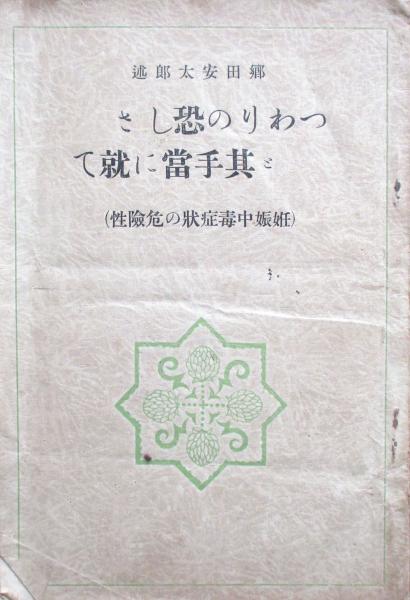 郷田安太郎述
つわりの恐しさ
と其手當に就て
(姙娠中毒症狀の危險性)